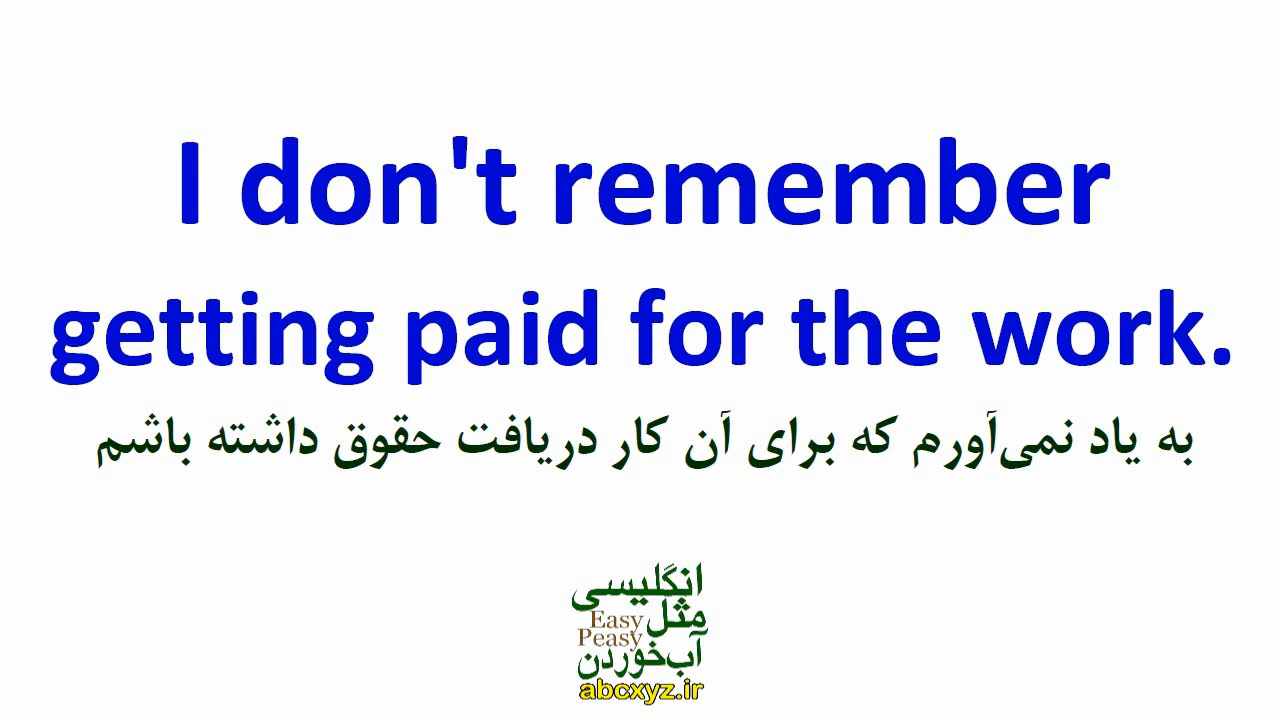 I don't remember
getting paid for the work.
به یاد نمی‌آورم که برای آن کار دریافت حقوق داشته باشم
انگلیسی
مثل
Easy
Peasy
آب‌خوردن
abcxyz.ir